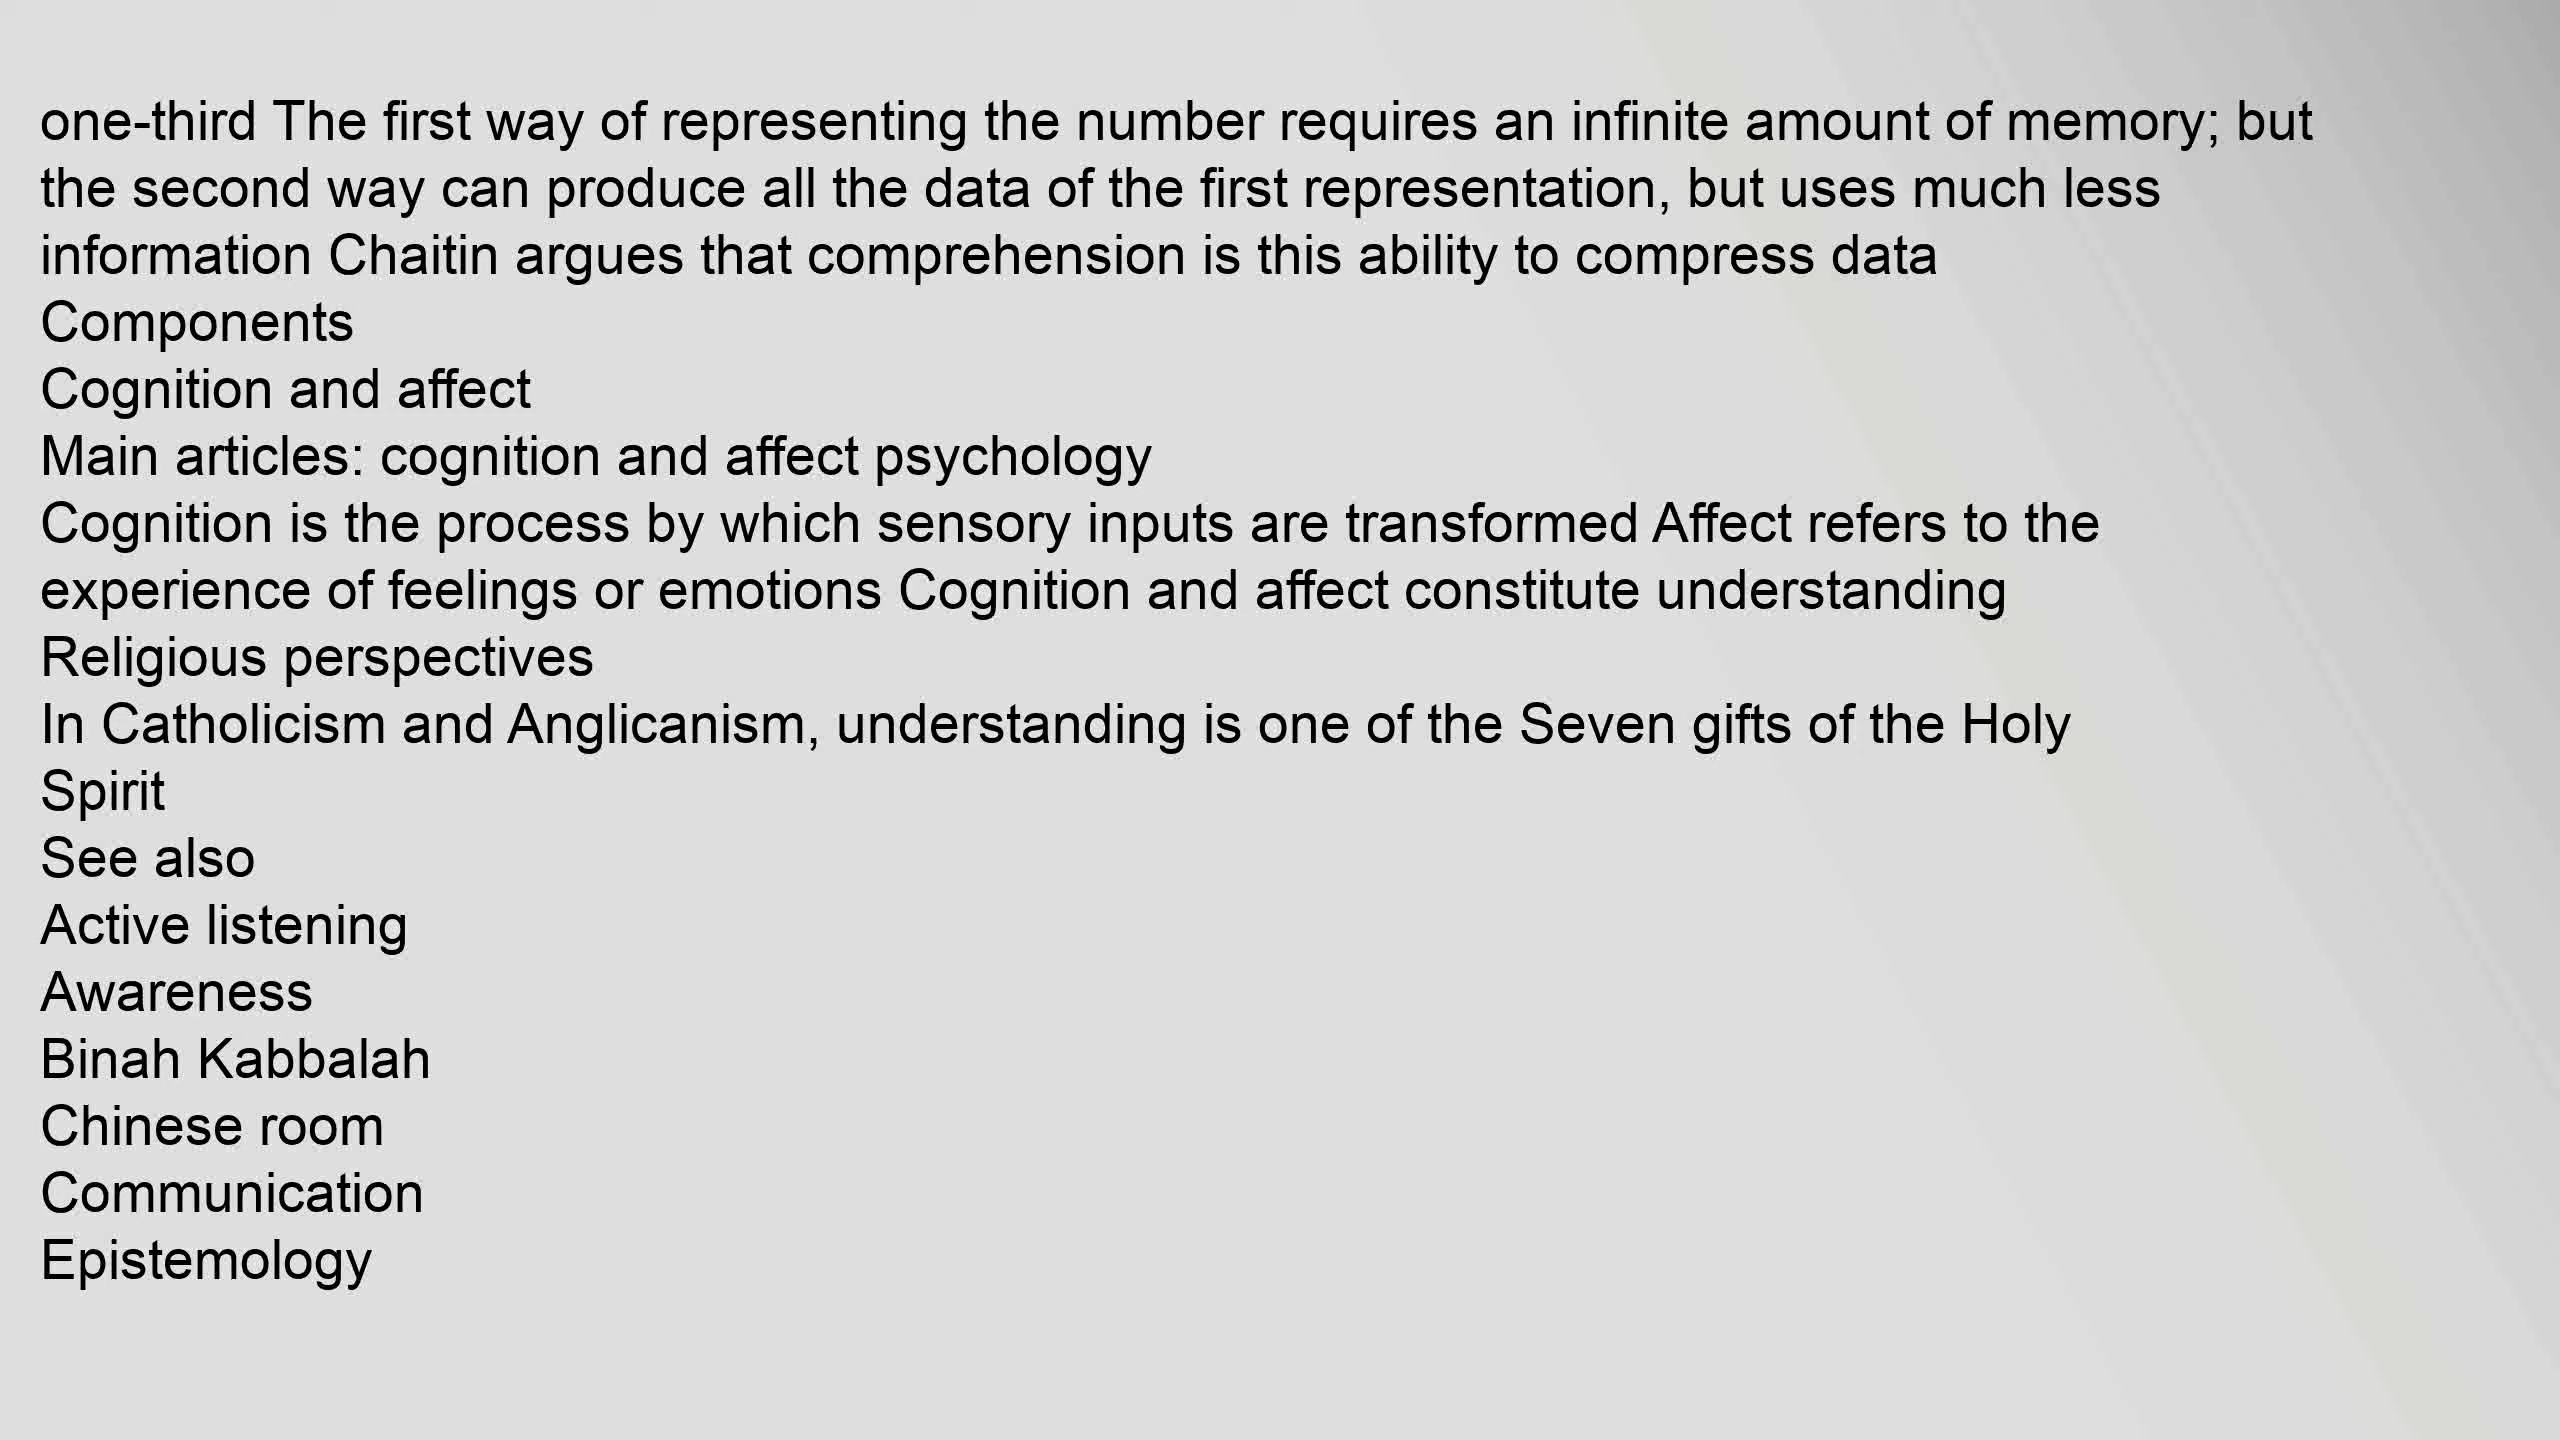 one-third The first way of representing the number requires an infinite amount of memory; but
the second way can produce all the data of the first representation, but uses much less
information Chaitin argues that comprehension is this ability to compress data
Components
Cognition and affect
Main articles: cognition and affect psychology
Cognition is the process by which sensory inputs are transformed Affect refers to the
experience of feelings or emotions Cognition and affect constitute understanding
Religious perspectives
In Catholicism and Anglicanism, understanding is one of the Seven gifts of the Holy
Spirit
See also
Active listening
Awareness
Binah Kabbalah
Chinese room
Communication
Epistemology